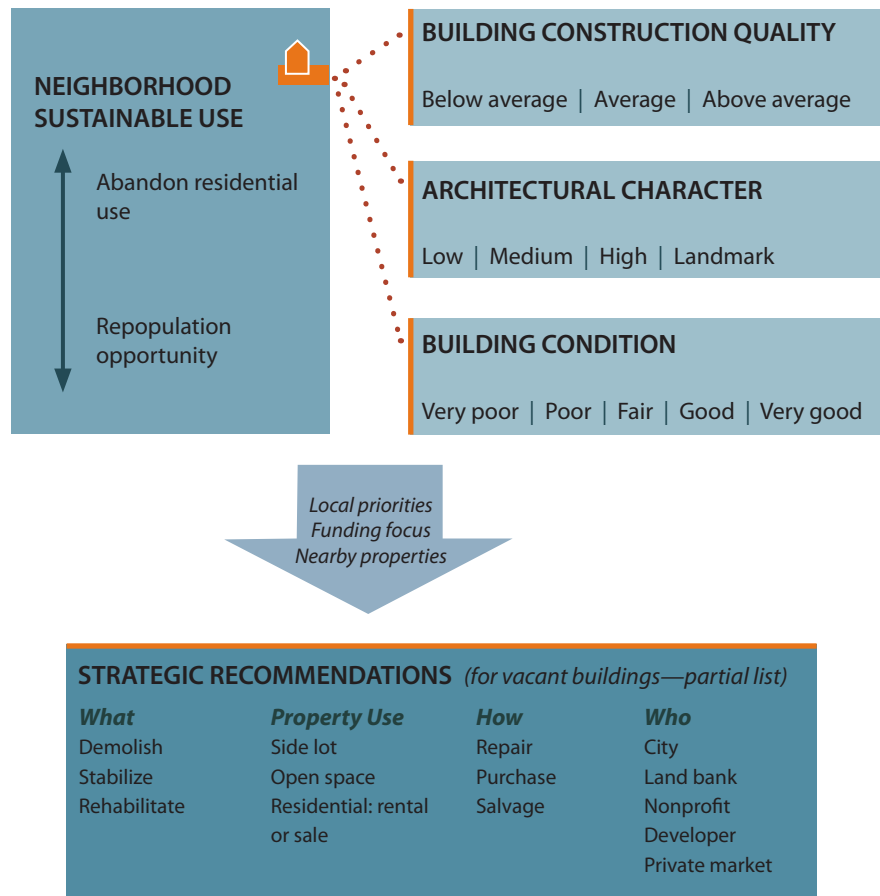 NEIGHBORHOOD
SUSTAINABLE USE
Abandon residential
use
Repopulation
opportunity
BUILDING CONSTRUCTION QUALITY
Below average | Average | Above average
ARCHITECTURAL CHARACTER
Low | Medium | High | Landmark
BUILDING CONDITION
Very poor | Poor | Fair | Good | Very good
Local priorities
Funding focus
Nearby properties
STRATEGIC RECOMMENDATIONS (for vacant buildings—partial list)
What
Demolish
Stabilize
Rehabilitate
Property Use
Side lot
Open space
Residential: rental
or sale
How
Repair
Purchase
Salvage
Who
City
Land bank
Nonprofit
Developer
Private market